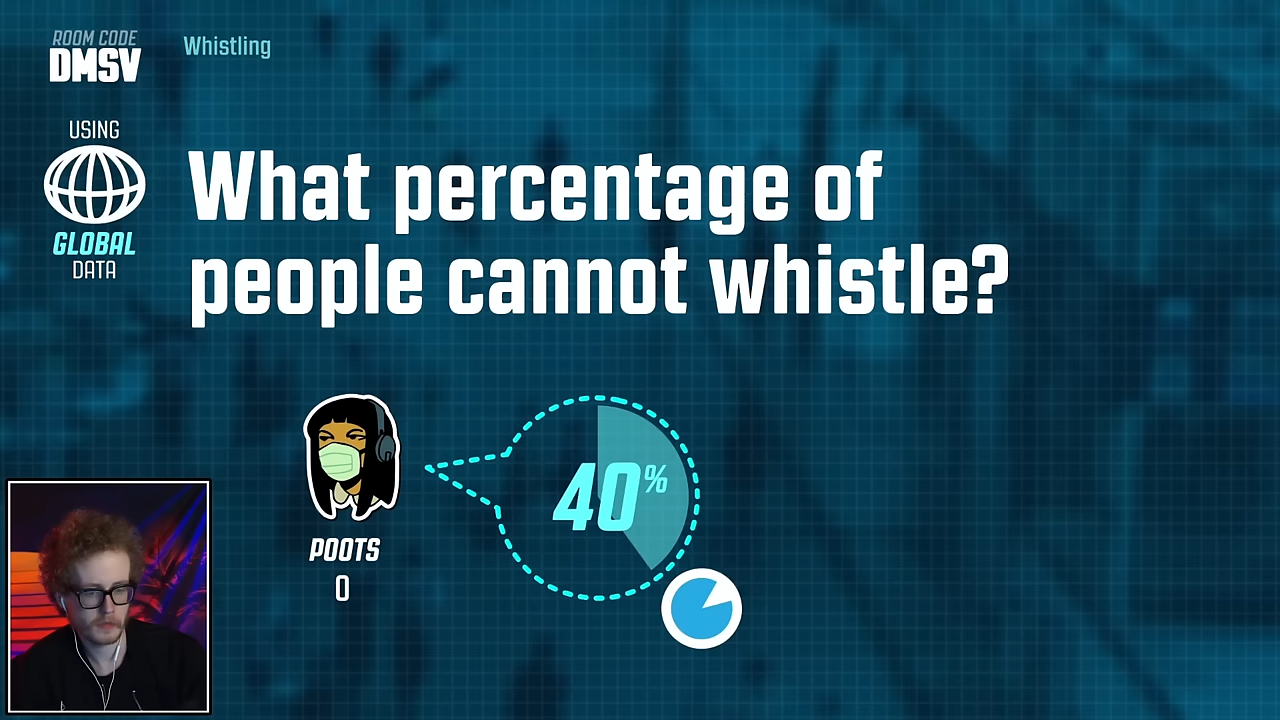 ROOM CODE
DMSV
Whistling
USING
GLOBAL
DATA
What percentage of
people cannot whistle?
40%
POOTS
0